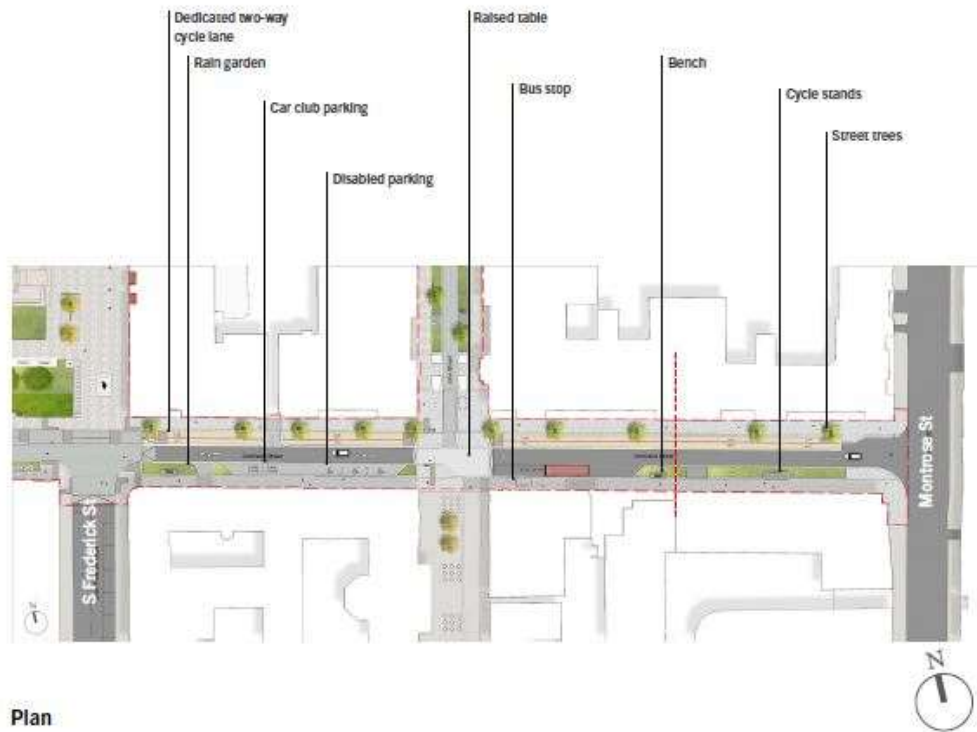 Dedicated two-way
cycle lane
Raised table
Rain garden
Bench
Bus stop
Cycle stands
Car club parking
Street trees
Disabled parking
S Frederick St
Montrose St
N
Plan